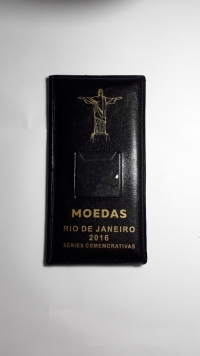 MOEDAS
RIO DE JANEIRO
2016
SÉRIES COMEMORATIVAS